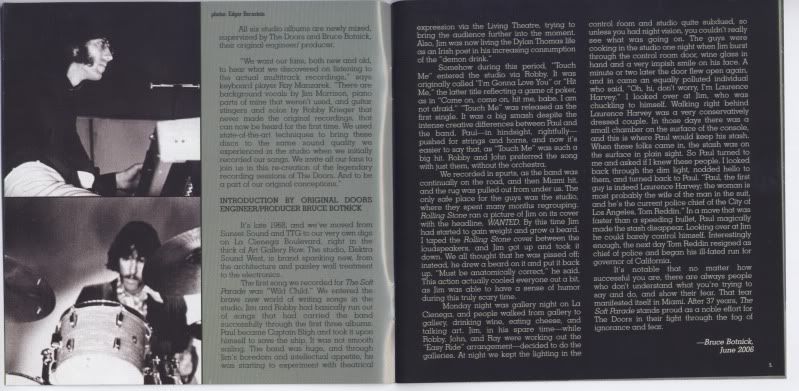 photos: Edgar Bernstein
All six studio albums are newly mixed,
supervised by The Doors and Bruce Botnick,
their original engineer/ producer.
"We want our fans, both new and old,
to hear what we discovered on listening to
the actual multitrack recordings," says
keyboard player Ray Manzarek. "There are
background vocals by Jim Morrison, piano
parts of mine that weren't used, and guitar
stingers and solos by Robby Krieger that
never made the original recordings, that
can now be heard for the first time. We used
state-of-the-art techniques to bring these
discs to the same sound quality we
experienced in the studio when we initially
recorded our songs. We invite all our fans to
join us in this re-creation of the legendary
recording sessions of The Doors. And to be
a part of our original conceptions."
INTRODUCTION BY ORIGINAL DOORS
ENGINEER/PRODUCER BRUCE BOTNICK
It's late 1968, and we've moved from
Sunset Sound and TTG to our very own digs
on La Cienega Boulevard, right in the
thick of Art Gallery Row. The studio, Elektra
Sound West, is brand spanking new, from
the architecture and paisley wall treatment
to the electronics.
The first song we recorded for The Soft
Parade was "Wild Child." We entered the
brave new world of writing songs in the
studio. Jim and Robby had basically run out
of songs that had carried the band
successfully through the first three albums.
Paul became Captain Bligh and took it upon
himself to save the ship. It was not smooth
sailing. The band was huge, and through
Jim's boredom and intellectual appetite, he
was starting to experiment with theatrical
expression via the Living Theatre, trying to
bring the audience further into the moment.
Also, Jim was now living the Dylan Thomas life
as an Irish poet in his increasing consumption
of the "demon drink."
Somehow during this period, "Touch
Me" entered the studio via Robby. It was
originally called "I'm Gonna Love You" or "Hit
Me," the latter title reflecting a game of poker,
as in "Come on, come on, hit me, babe. I am
not afraid." "Touch Me" was released as the
first single. It was a big smash despite the
intense creative differences between Paul and
the band. Paul—in hindsight, rightfully—
pushed for strings and horns, and now it's
easier to say that, as "Touch Me" was such a
big hit. Robby and John preferred the song
with just them, without the orchestra.
We recorded in spurts, as the band was
continually on the road, and then Miami hit,
and the rug was pulled out from under us. The
only safe place for the guys was the studio,
where they spent many months regrouping.
Rolling Stone ran a picture of Jim on its cover
with the headline, WANTED. By this time Jim
had started to gain weight and grow a beard.
I taped the Rolling Stone cover between the
loudspeakers, and Jim got up and took it
down. We all thought that he was pissed off;
instead, he drew a beard on it and put it back
up. "Must be anatomically correct," he said.
This action actually cooled everyone out a bit,
as Jim was able to have a sense of humor
during this truly scary time.
Monday night was gallery night on La
Cienega, and people walked from gallery to
gallery, drinking wine, eating cheese, and
talking art. Jim, in his spare time—while
Robby, John, and Ray were working out the
"Easy Ride" arrangement—decided to do the
galleries. At night we kept the lighting in the
control room and studio quite subdued, so
unless you had night vision, you couldn't really
see what was going on. The guys were
cooking in the studio one night when Jim burst
through the control room door, wine glass in
hand and a very impish smile on his face. A
minute or two later the door flew open again,
and in came an equally polluted individual
who said, "Oh, hi, don't worry. I'm Laurence
Harvey." I looked over at Jim, who was
chuckling to himself. Walking right behind
Laurence Harvey was a very conservatively
dressed couple. In those days there was a
small chamber on the surface of the console,
and this is where Paul would keep his stash.
When these folks came in, the stash was on
the surface in plain sight. So Paul turned to
me and asked if I knew these people. I looked
back through the dim light, nodded hello to
them, and turned back to Paul. "Paul, the first
guy is indeed Laurence Harvey; the woman is
most probably the wife of the man in the suit,
and he's the current police chief of the City of
Los Angeles, Tom Reddin." In a move that was
faster than a speeding bullet, Paul magically
made the stash disappear. Looking over at Jim
he could barely control himself. Interestingly
enough, the next day Tom Reddin resigned as
chief of police and began his ill-fated run for
governor of California.
It's notable that no matter how
successful you are, there are always people
who don't understand what you're trying to
say and do, and show their fear. That fear
manifested itself in Miami. After 37 years, The
Soft Parade stands proud as a noble effort for
The Doors in their fight through the fog of
ignorance and fear.
—Bruce Botnick,
June 2006